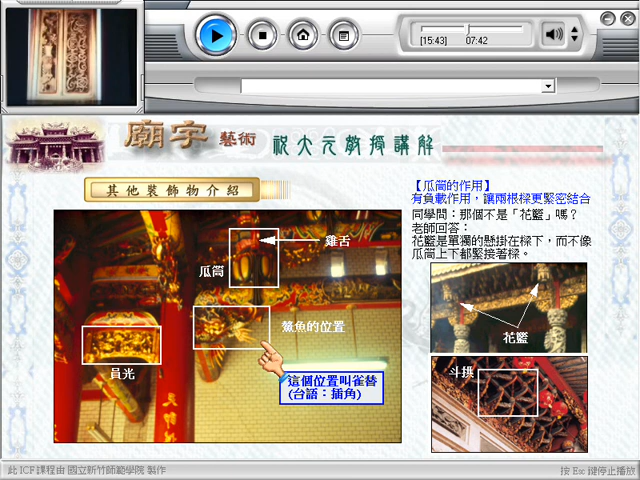 [15:43]
07:42
廟宇藝術
祝大元教授講解
其他裝飾物介紹
【瓜筒的作用】
有負載作用，讓兩根樑更緊密結合
同學問：那個不是「花籃」嗎？
老師回答：
花籃是單獨的懸掛在樑下，而不像
瓜筒上下都緊接著樑。
雞舌
瓜筒
鰲魚的位置
員光
這個位置叫雀替
(台語：插角)
花籃
斗拱
此 ICF 課程由 國立新竹師範學院 製作
按 Esc 鍵停止播放